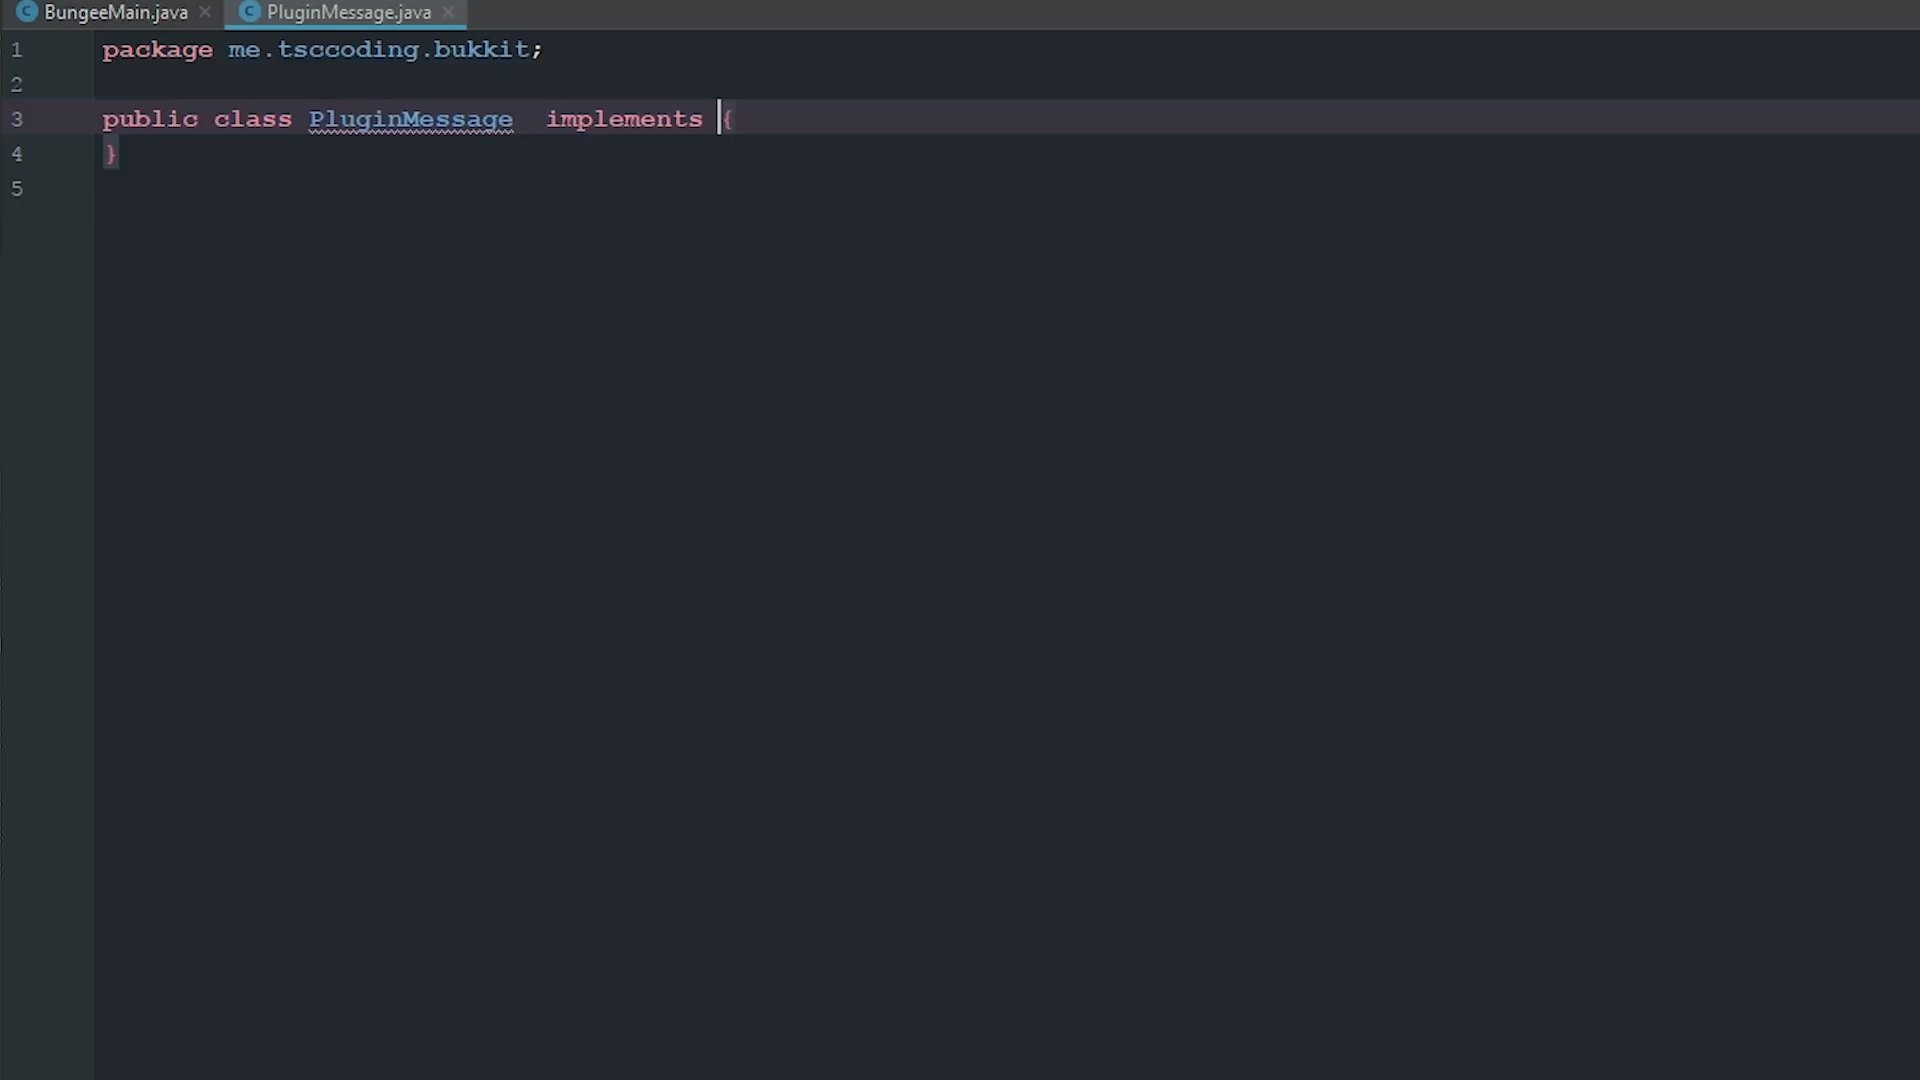 BungeeMain.java PluginMessage.java
1 package me.tsccoding.bukkit;
2
3 public class PluginMessage  implements {
4 }
5